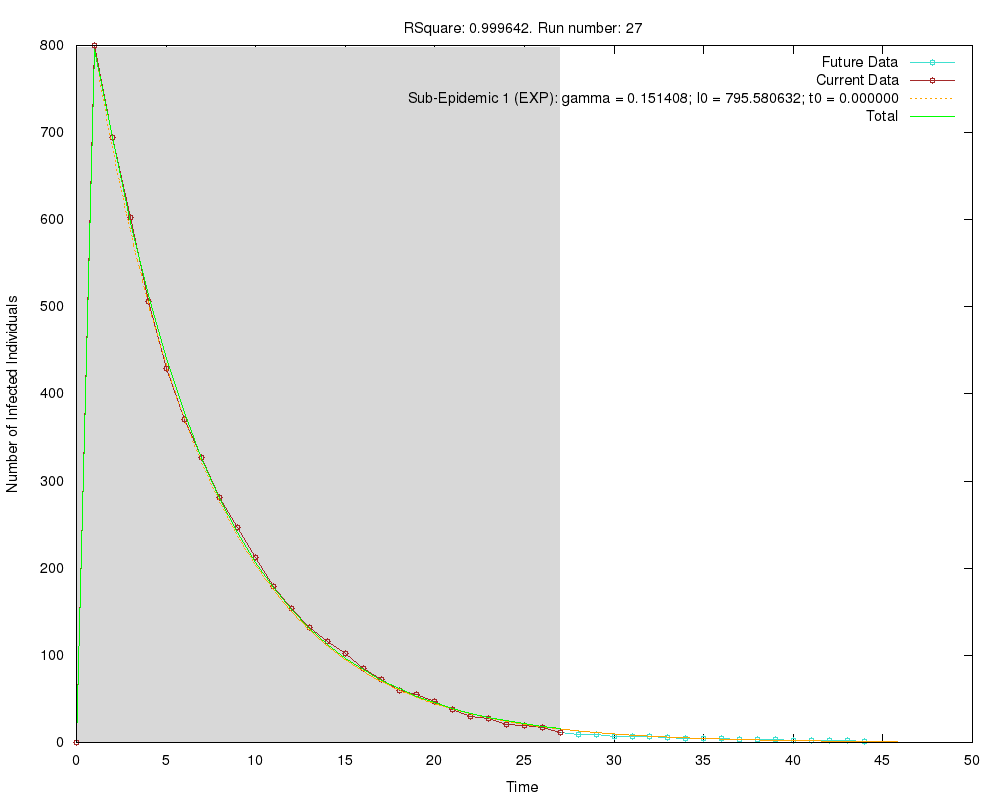 RSquare: 0.999642. Run number: 27
Future Data
Current Data
Sub-Epidemic 1 (EXP): gamma = 0.151408; I0 = 795.580632; t0 = 0.000000
Total
Number of Infected Individuals
800
700
600
500
400
300
200
100
0
0 5 10 15 20 25 30 35 40 45 50
Time